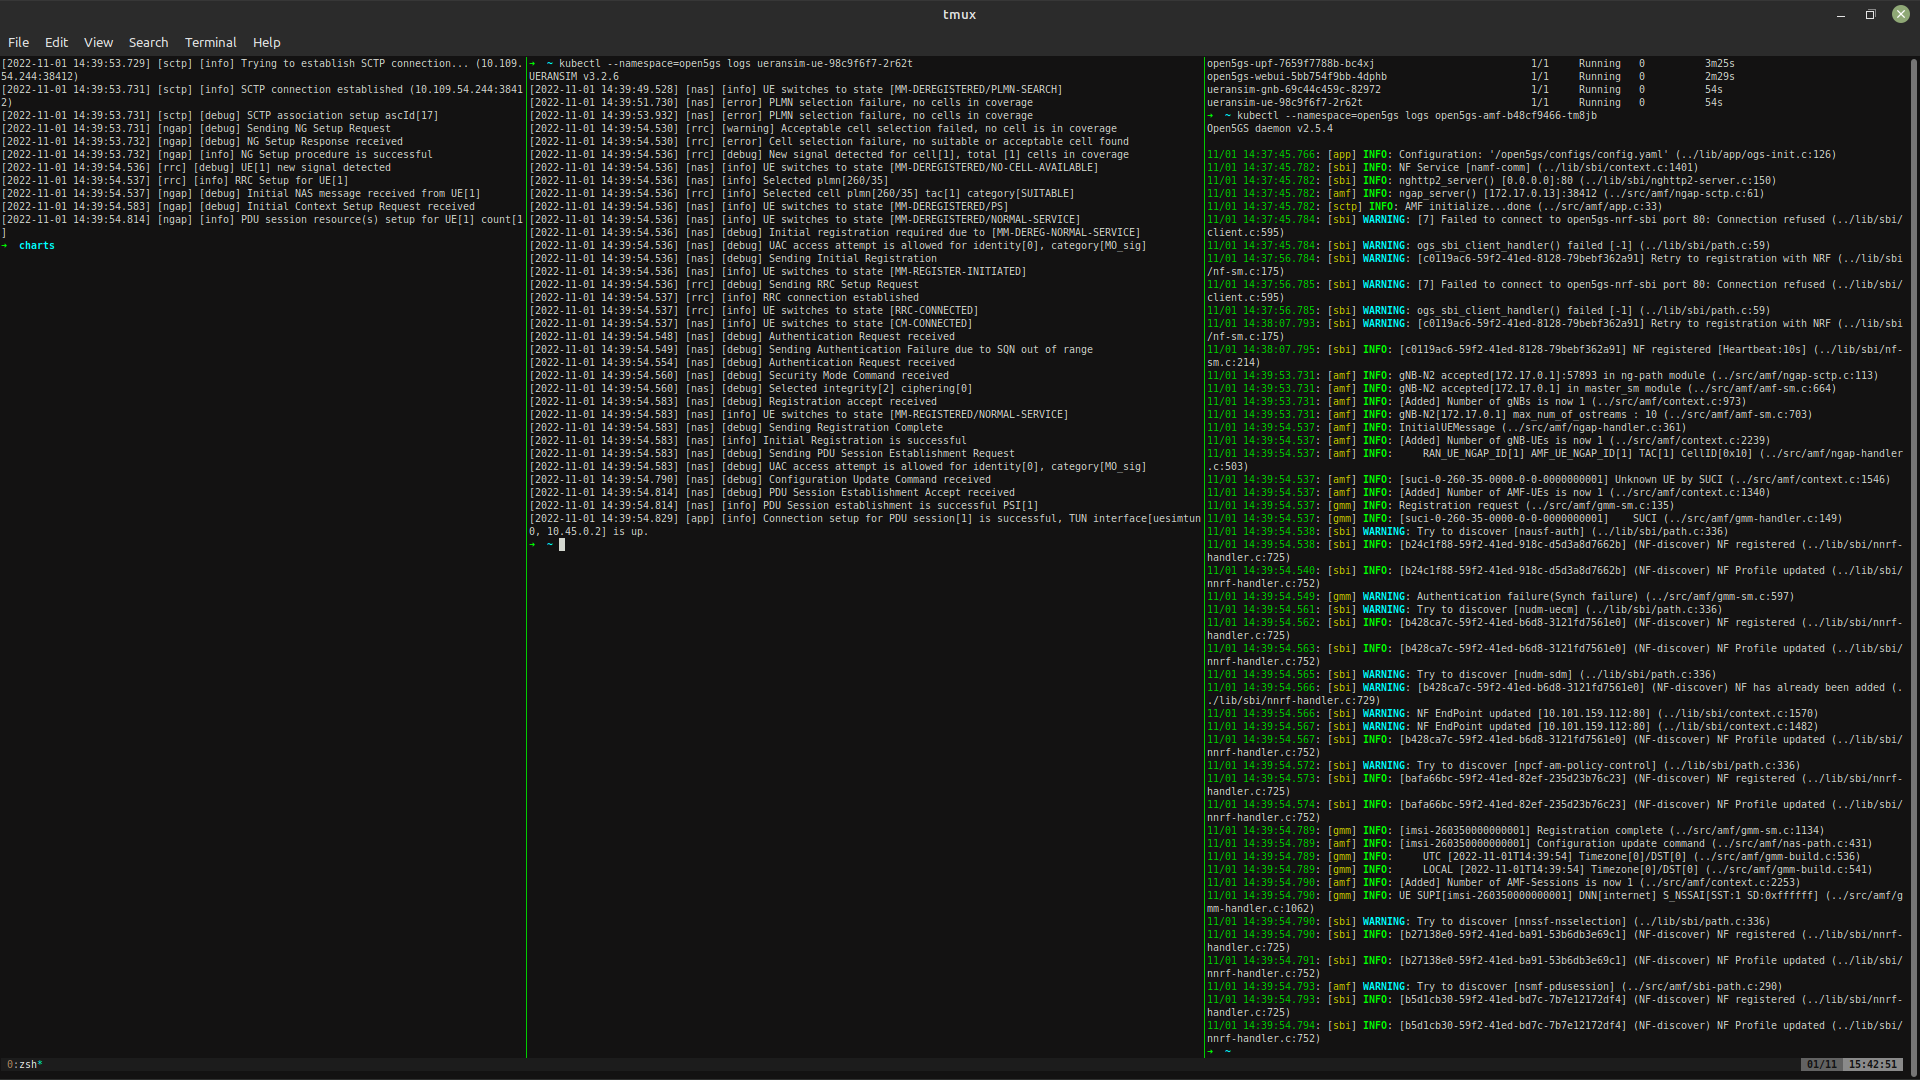 tmux
File Edit View Search Terminal Help
[2022-11-01 14:39:53.729] [sctp] [info] Trying to establish SCTP connection... (10.109.
54.244:38412)
[2022-11-01 14:39:53.731] [sctp] [info] SCTP connection established (10.109.54.244:3841
2)
[2022-11-01 14:39:53.731] [sctp] [debug] SCTP association setup ascId[17]
[2022-11-01 14:39:53.731] [ngap] [debug] Sending NG Setup Request
[2022-11-01 14:39:53.732] [ngap] [debug] NG Setup Response received
[2022-11-01 14:39:53.732] [ngap] [info] NG Setup procedure is successful
[2022-11-01 14:39:54.536] [rrc] [debug] UE[1] new signal detected
[2022-11-01 14:39:54.537] [rrc] [info] RRC Setup for UE[1]
[2022-11-01 14:39:54.537] [ngap] [debug] Initial NAS message received from UE[1]
[2022-11-01 14:39:54.583] [ngap] [debug] Initial Context Setup Request received
[2022-11-01 14:39:54.814] [ngap] [info] PDU session resource(s) setup for UE[1] count[1
]
→ charts
→ ~ kubectl --namespace=open5gs logs ueransim-ue-98c9f6f7-2r62t
UERANSIM v3.2.6
[2022-11-01 14:39:49.528] [nas] [info] UE switches to state [MM-DEREGISTERED/PLMN-SEARCH]
[2022-11-01 14:39:51.730] [nas] [error] PLMN selection failure, no cells in coverage
[2022-11-01 14:39:53.932] [nas] [error] PLMN selection failure, no cells in coverage
[2022-11-01 14:39:54.530] [rrc] [warning] Acceptable cell selection failed, no cell is in coverage
[2022-11-01 14:39:54.530] [rrc] [error] Cell selection failure, no suitable or acceptable cell found
[2022-11-01 14:39:54.536] [rrc] [debug] New signal detected for cell[1], total [1] cells in coverage
[2022-11-01 14:39:54.536] [nas] [info] UE switches to state [MM-DEREGISTERED/NO-CELL-AVAILABLE]
[2022-11-01 14:39:54.536] [nas] [info] Selected plmn[260/35]
[2022-11-01 14:39:54.536] [rrc] [info] Selected cell plmn[260/35] tac[1] category[SUITABLE]
[2022-11-01 14:39:54.536] [nas] [info] UE switches to state [MM-DEREGISTERED/PS]
[2022-11-01 14:39:54.536] [nas] [info] UE switches to state [MM-DEREGISTERED/NORMAL-SERVICE]
[2022-11-01 14:39:54.536] [nas] [debug] Initial registration required due to [MM-DEREG-NORMAL-SERVICE]
[2022-11-01 14:39:54.536] [nas] [debug] UAC access attempt is allowed for identity[0], category[MO_sig]
[2022-11-01 14:39:54.536] [nas] [debug] Sending Initial Registration
[2022-11-01 14:39:54.536] [nas] [info] UE switches to state [MM-REGISTER-INITIATED]
[2022-11-01 14:39:54.536] [rrc] [debug] Sending RRC Setup Request
[2022-11-01 14:39:54.537] [rrc] [info] RRC connection established
[2022-11-01 14:39:54.537] [rrc] [info] UE switches to state [RRC-CONNECTED]
[2022-11-01 14:39:54.537] [nas] [info] UE switches to state [CM-CONNECTED]
[2022-11-01 14:39:54.548] [nas] [debug] Authentication Request received
[2022-11-01 14:39:54.549] [nas] [debug] Sending Authentication Failure due to SQN out of range
[2022-11-01 14:39:54.554] [nas] [debug] Authentication Request received
[2022-11-01 14:39:54.560] [nas] [debug] Security Mode Command received
[2022-11-01 14:39:54.560] [nas] [debug] Selected integrity[2] ciphering[0]
[2022-11-01 14:39:54.583] [nas] [debug] Registration accept received
[2022-11-01 14:39:54.583] [nas] [info] UE switches to state [MM-REGISTERED/NORMAL-SERVICE]
[2022-11-01 14:39:54.583] [nas] [debug] Sending Registration Complete
[2022-11-01 14:39:54.583] [nas] [info] Initial Registration is successful
[2022-11-01 14:39:54.583] [nas] [debug] Sending PDU Session Establishment Request
[2022-11-01 14:39:54.583] [nas] [debug] UAC access attempt is allowed for identity[0], category[MO_sig]
[2022-11-01 14:39:54.790] [nas] [debug] Configuration Update Command received
[2022-11-01 14:39:54.814] [nas] [debug] PDU Session Establishment Accept received
[2022-11-01 14:39:54.814] [nas] [info] PDU Session establishment is successful PSI[1]
[2022-11-01 14:39:54.829] [app] [info] Connection setup for PDU session[1] is successful, TUN interface[uesimtun
0, 10.45.0.2] is up.
→ ~
open5gs-upf-7659f7788b-bc4xj 1/1 Running 0 3m25s
open5gs-webui-5bb754f9bb-4dphb 1/1 Running 0 2m29s
ueransim-gnb-69c44c459c-82972 1/1 Running 0 54s
ueransim-ue-98c9f6f7-2r62t 1/1 Running 0 54s
→ ~ kubectl --namespace=open5gs logs open5gs-amf-b48cf9466-tm8jb
Open5GS daemon v2.5.4
11/01 14:37:45.766: [app] INFO: Configuration: '/open5gs/configs/config.yaml' (../lib/app/ogs-init.c:126)
11/01 14:37:45.782: [sbi] INFO: NF Service [namf-comm] (../lib/sbi/context.c:1401)
11/01 14:37:45.782: [sbi] INFO: nghttp2_server() [0.0.0.0]:80 (../lib/sbi/nghttp2-server.c:150)
11/01 14:37:45.782: [amf] INFO: ngap_server() [172.17.0.13]:38412 (../src/amf/ngap-sctp.c:61)
11/01 14:37:45.782: [sctp] INFO: AMF initialize...done (../src/amf/app.c:33)
11/01 14:37:45.784: [sbi] WARNING: [7] Failed to connect to open5gs-nrf-sbi port 80: Connection refused (../lib/sbi/
client.c:595)
11/01 14:37:45.784: [sbi] WARNING: ogs_sbi_client_handler() failed [-1] (../lib/sbi/path.c:59)
11/01 14:37:56.784: [sbi] WARNING: [c0119ac6-59f2-41ed-8128-79bebf362a91] Retry to registration with NRF (../lib/sbi
/nf-sm.c:175)
11/01 14:37:56.785: [sbi] WARNING: [7] Failed to connect to open5gs-nrf-sbi port 80: Connection refused (../lib/sbi/
client.c:595)
11/01 14:37:56.785: [sbi] WARNING: ogs_sbi_client_handler() failed [-1] (../lib/sbi/path.c:59)
11/01 14:38:07.793: [sbi] WARNING: [c0119ac6-59f2-41ed-8128-79bebf362a91] Retry to registration with NRF (../lib/sbi
/nf-sm.c:175)
11/01 14:38:07.795: [sbi] INFO: [c0119ac6-59f2-41ed-8128-79bebf362a91] NF registered [Heartbeat:10s] (../lib/sbi/nf-
sm.c:214)
11/01 14:39:53.731: [amf] INFO: gNB-N2 accepted[172.17.0.1]:57893 in ng-path module (../src/amf/ngap-sctp.c:113)
11/01 14:39:53.731: [amf] INFO: gNB-N2 accepted[172.17.0.1] in master_sm module (../src/amf/amf-sm.c:664)
11/01 14:39:53.731: [amf] INFO: [Added] Number of gNBs is now 1 (../src/amf/context.c:973)
11/01 14:39:53.731: [amf] INFO: gNB-N2[172.17.0.1] max_num_of_ostreams : 10 (../src/amf/amf-sm.c:703)
11/01 14:39:54.537: [amf] INFO: InitialUEMessage (../src/amf/ngap-handler.c:361)
11/01 14:39:54.537: [amf] INFO: [Added] Number of gNB-UEs is now 1 (../src/amf/context.c:2239)
11/01 14:39:54.537: [amf] INFO: RAN_UE_NGAP_ID[1] AMF_UE_NGAP_ID[1] TAC[1] CellID[0x10] (../src/amf/ngap-handler
.c:503)
11/01 14:39:54.537: [amf] INFO: [suci-0-260-35-0000-0-0-0000000001] Unknown UE by SUCI (../src/amf/context.c:1546)
11/01 14:39:54.537: [amf] INFO: [Added] Number of AMF-UEs is now 1 (../src/amf/context.c:1340)
11/01 14:39:54.537: [gmm] INFO: Registration request (../src/amf/gmm-sm.c:135)
11/01 14:39:54.537: [gmm] INFO: [suci-0-260-35-0000-0-0-0000000001] SUCI (../src/amf/gmm-handler.c:149)
11/01 14:39:54.538: [sbi] WARNING: Try to discover [nausf-auth] (../lib/sbi/path.c:336)
11/01 14:39:54.538: [sbi] INFO: [b24c1f88-59f2-41ed-918c-d5d3a8d7662b] (NF-discover) NF registered (../lib/sbi/nnrf-
handler.c:725)
11/01 14:39:54.540: [sbi] INFO: [b24c1f88-59f2-41ed-918c-d5d3a8d7662b] (NF-discover) NF Profile updated (../lib/sbi/
nnrf-handler.c:752)
11/01 14:39:54.549: [gmm] WARNING: Authentication failure(Synch failure) (../src/amf/gmm-sm.c:597)
11/01 14:39:54.561: [sbi] WARNING: Try to discover [nudm-uecm] (../lib/sbi/path.c:336)
11/01 14:39:54.562: [sbi] INFO: [b428ca7c-59f2-41ed-b6d8-3121fd7561e0] (NF-discover) NF registered (../lib/sbi/nnrf-
handler.c:725)
11/01 14:39:54.563: [sbi] INFO: [b428ca7c-59f2-41ed-b6d8-3121fd7561e0] (NF-discover) NF Profile updated (../lib/sbi/
nnrf-handler.c:752)
11/01 14:39:54.565: [sbi] WARNING: Try to discover [nudm-sdm] (../lib/sbi/path.c:336)
11/01 14:39:54.566: [sbi] WARNING: [b428ca7c-59f2-41ed-b6d8-3121fd7561e0] (NF-discover) NF has already been added (.
./lib/sbi/nnrf-handler.c:729)
11/01 14:39:54.566: [sbi] WARNING: NF EndPoint updated [10.101.159.112:80] (../lib/sbi/context.c:1570)
11/01 14:39:54.567: [sbi] WARNING: NF EndPoint updated [10.101.159.112:80] (../lib/sbi/context.c:1482)
11/01 14:39:54.567: [sbi] INFO: [b428ca7c-59f2-41ed-b6d8-3121fd7561e0] (NF-discover) NF Profile updated (../lib/sbi/
nnrf-handler.c:752)
11/01 14:39:54.572: [sbi] WARNING: Try to discover [npcf-am-policy-control] (../lib/sbi/path.c:336)
11/01 14:39:54.573: [sbi] INFO: [bafa66bc-59f2-41ed-82ef-235d23b76c23] (NF-discover) NF registered (../lib/sbi/nnrf-
handler.c:725)
11/01 14:39:54.574: [sbi] INFO: [bafa66bc-59f2-41ed-82ef-235d23b76c23] (NF-discover) NF Profile updated (../lib/sbi/
nnrf-handler.c:752)
11/01 14:39:54.789: [gmm] INFO: [imsi-260350000000001] Registration complete (../src/amf/gmm-sm.c:1134)
11/01 14:39:54.789: [amf] INFO: [imsi-260350000000001] Configuration update command (../src/amf/nas-path.c:431)
11/01 14:39:54.789: [gmm] INFO: UTC [2022-11-01T14:39:54] Timezone[0]/DST[0] (../src/amf/gmm-build.c:536)
11/01 14:39:54.789: [gmm] INFO: LOCAL [2022-11-01T14:39:54] Timezone[0]/DST[0] (../src/amf/gmm-build.c:541)
11/01 14:39:54.790: [amf] INFO: [Added] Number of AMF-Sessions is now 1 (../src/amf/context.c:2253)
11/01 14:39:54.790: [gmm] INFO: UE SUPI[imsi-260350000000001] DNN[internet] S_NSSAI[SST:1 SD:0xffffff] (../src/amf/g
mm-handler.c:1062)
11/01 14:39:54.790: [sbi] WARNING: Try to discover [nnssf-nsselection] (../lib/sbi/path.c:336)
11/01 14:39:54.790: [sbi] INFO: [b27138e0-59f2-41ed-ba91-53b6db3e69c1] (NF-discover) NF registered (../lib/sbi/nnrf-
handler.c:725)
11/01 14:39:54.791: [sbi] INFO: [b27138e0-59f2-41ed-ba91-53b6db3e69c1] (NF-discover) NF Profile updated (../lib/sbi/
nnrf-handler.c:752)
11/01 14:39:54.793: [amf] WARNING: Try to discover [nsmf-pdusession] (../src/amf/sbi-path.c:290)
11/01 14:39:54.793: [sbi] INFO: [b5d1cb30-59f2-41ed-bd7c-7b7e12172df4] (NF-discover) NF registered (../lib/sbi/nnrf-
handler.c:725)
11/01 14:39:54.794: [sbi] INFO: [b5d1cb30-59f2-41ed-bd7c-7b7e12172df4] (NF-discover) NF Profile updated (../lib/sbi/
nnrf-handler.c:752)
→ ~
0:zsh* 01/11 15:42:51